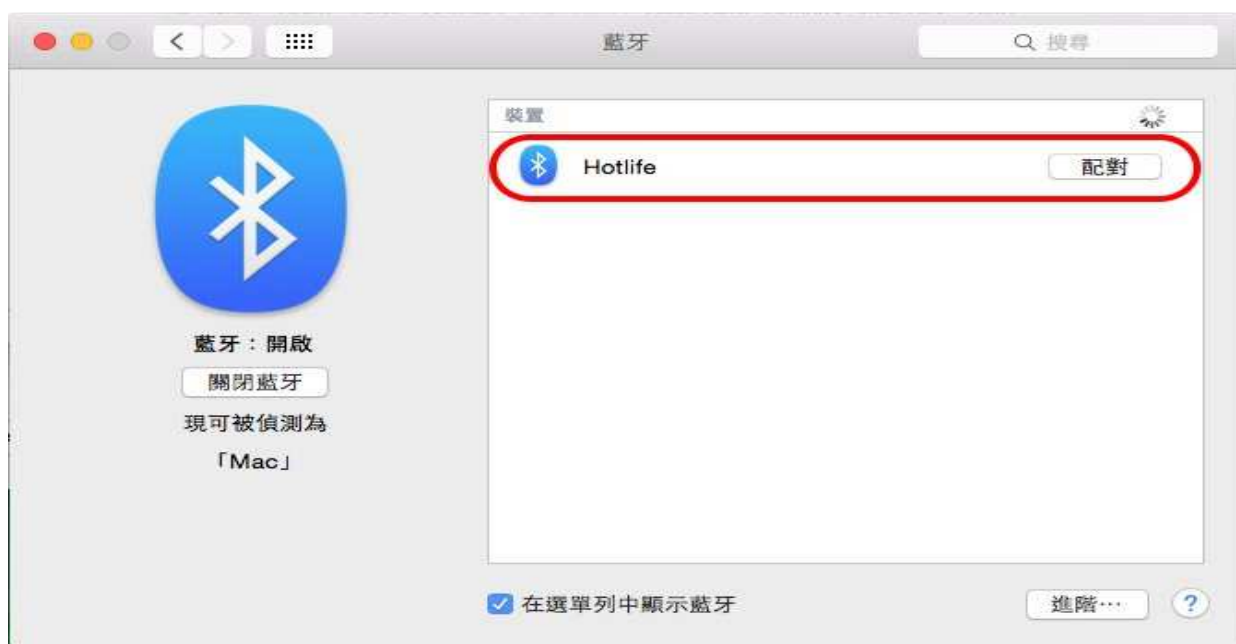 藍牙
搜尋
裝置
Hotlife
配對
藍牙：開啟
關閉藍牙
現可被偵測為
「Mac」
在選單列中顯示藍牙
進階⋯
?